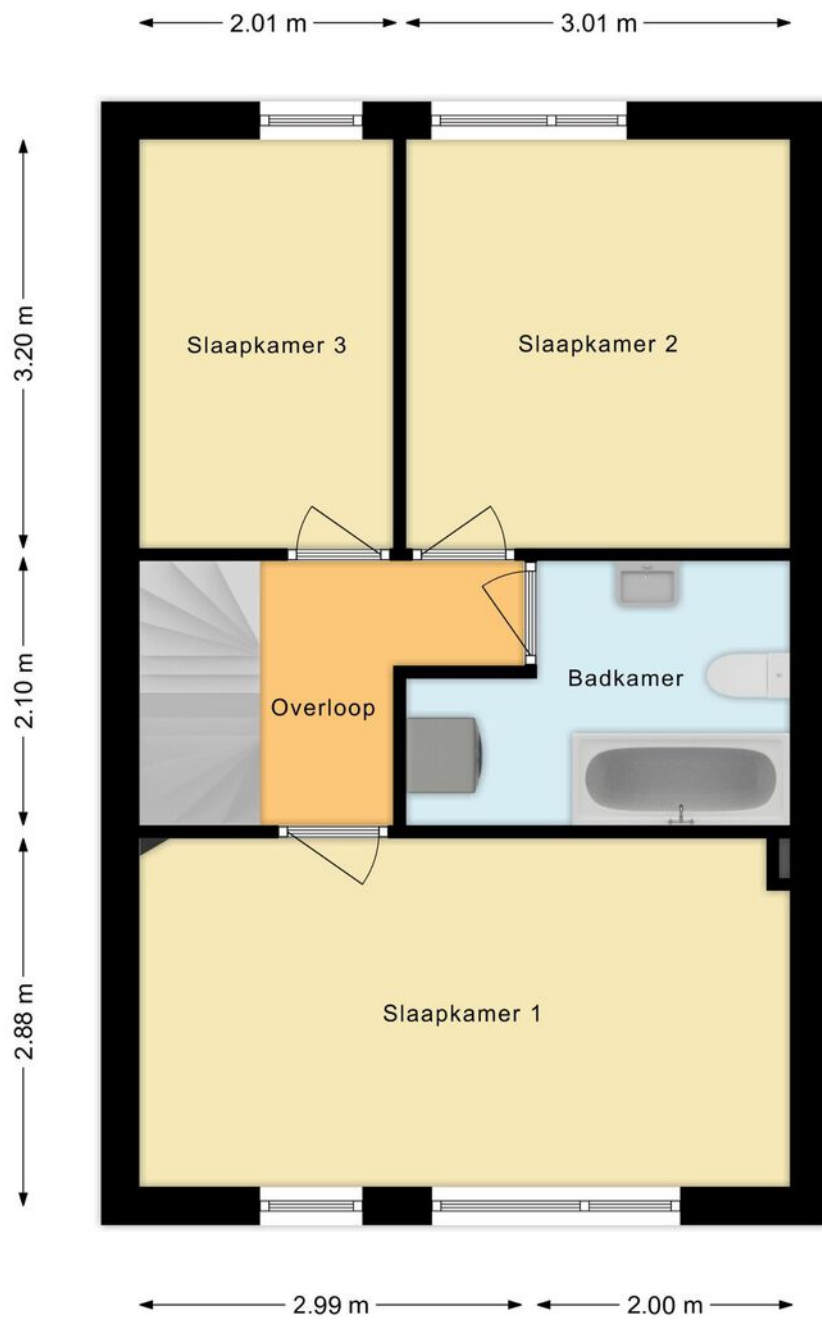 2.01 m
3.01 m
3.20 m
Slaapkamer 3
Slaapkamer 2
2.10 m
Badkamer
Overloop
2.88 m
Slaapkamer 1
2.99 m
2.00 m